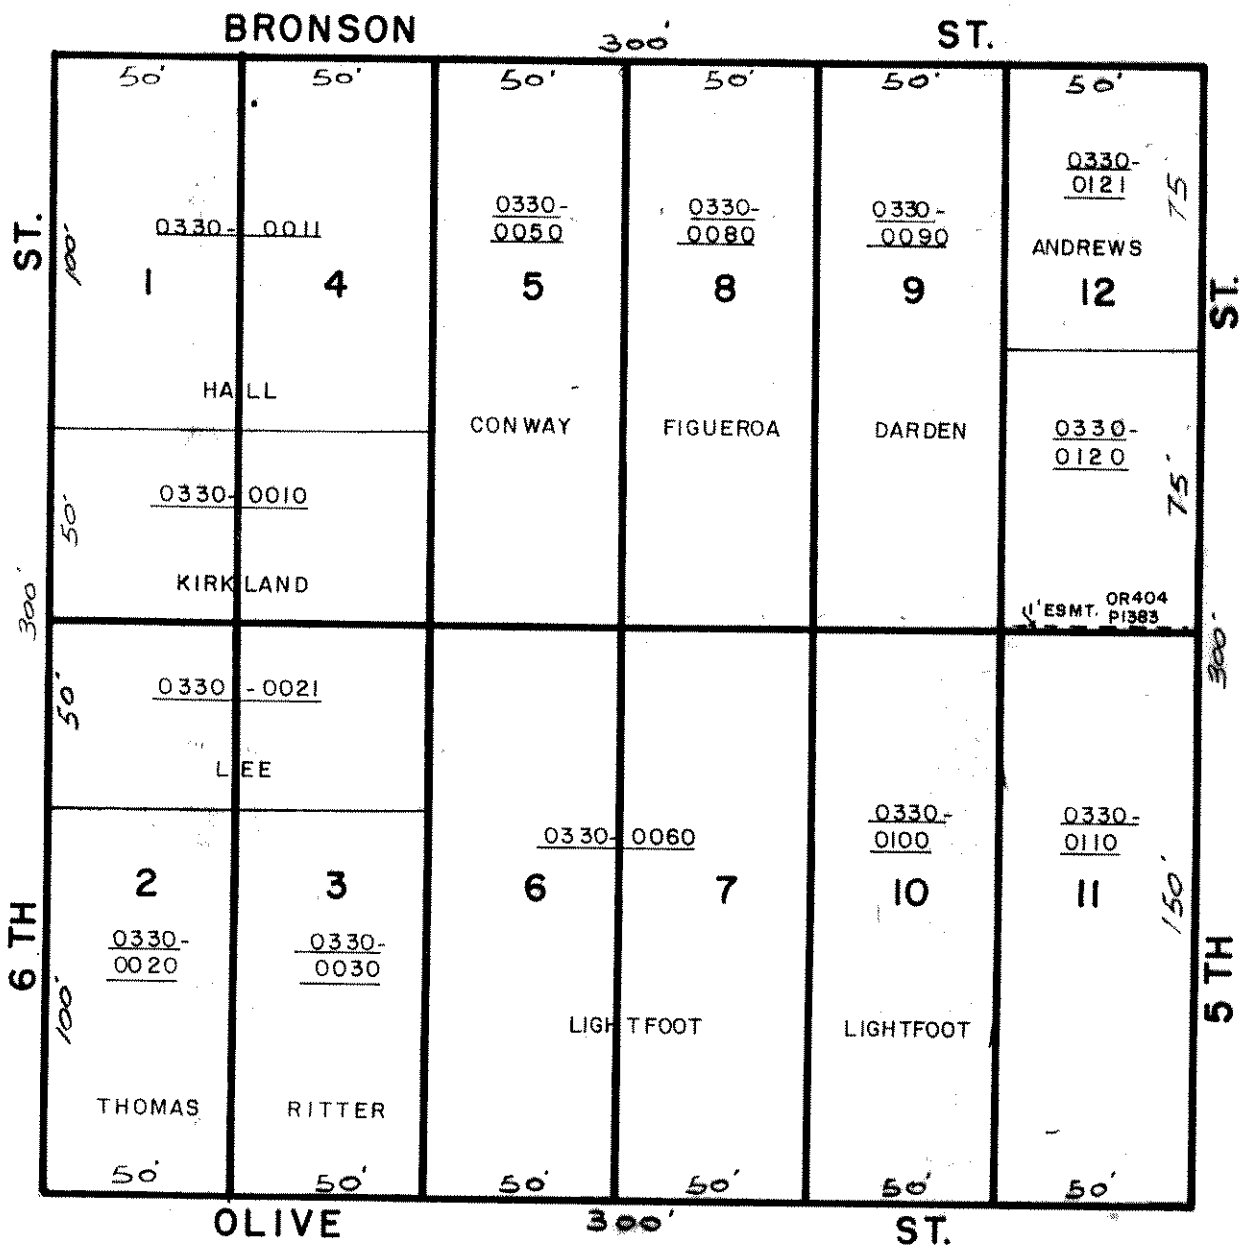 BRONSON 300' ST.
50' 50' 50' 50' 50' 50'
ST.
100'
0330-0011
1 4
HALL
0330-
0050
5
CONWAY
0330-
0080
8
FIGUEROA
0330-
0090
9
DARDEN
0330-
0121
75
ANDREWS
12
ST.
0330-
0120
75'
1' ESMT. OR404
P1383
50'
0330-0010
KIRKLAND
300'
300'
50'
0330-0021
LEE
2
0330-
0020
THOMAS
3
0330-
0030
RITTER
6 TH
100'
0330-0060
6 7
LIGHTFOOT
0330-
0100
10
LIGHTFOOT
0330-
0110
11
150'
5 TH
50' 50' 50' 50' 50' 50'
OLIVE 300' ST.